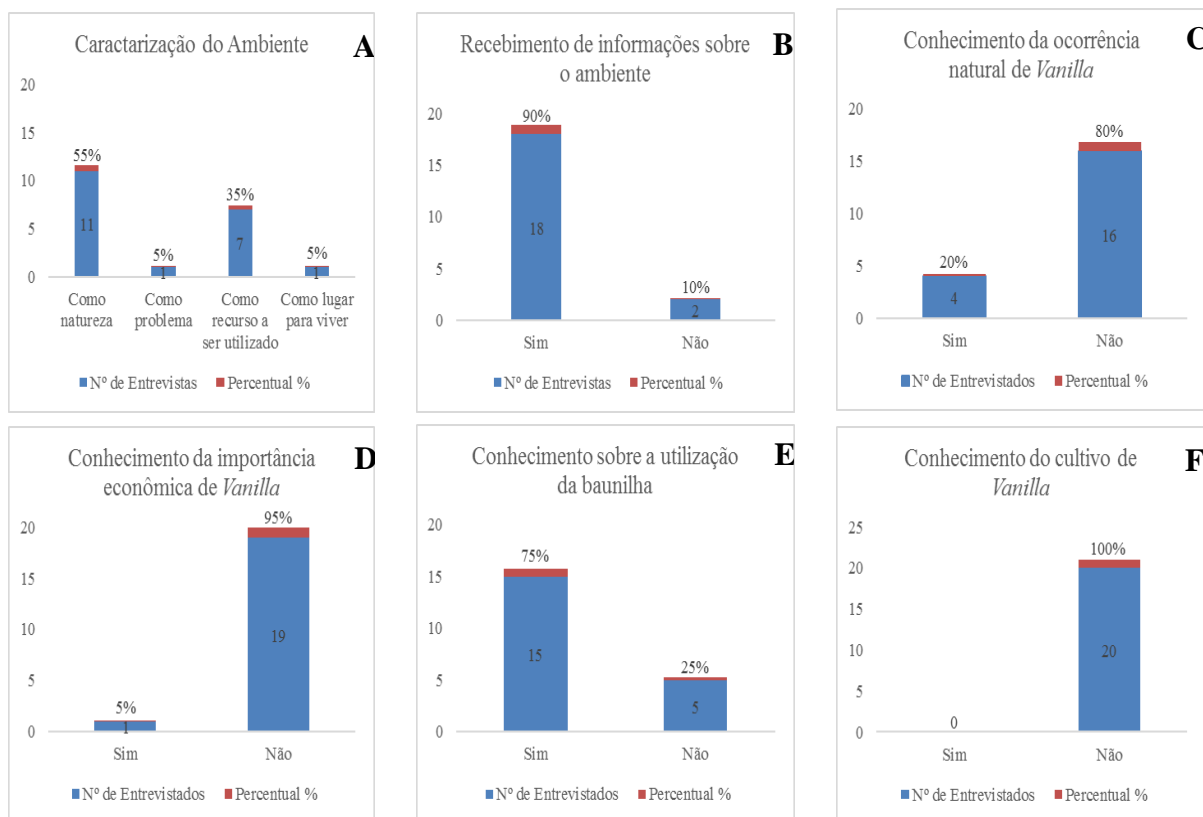 Caractarização do Ambiente
A
20
15
10
5
0
55%
11
5%
1
35%
7
5%
1
Como natureza
Como problema
Como recurso a ser utilizado
Como lugar para viver
Nº de Entrevistas
Percentual %
Recebimento de informações sobre
o ambiente
B
20
15
10
5
0
90%
18
10%
2
Sim
Não
Nº de Entrevistas
Percentual %
Conhecimento da ocorrência
natural de Vanilla
C
20
15
10
5
0
20%
4
80%
16
Sim
Não
Nº de Entrevistados
Percentual %
Conhecimento da importância
econômica de Vanilla
D
20
15
10
5
0
5%
1
95%
19
Sim
Não
Nº de Entrevistados
Percentual %
Conhecimento sobre a utilização
da baunilha
E
20
15
10
5
0
75%
15
25%
5
Sim
Não
Nº de Entrevistados
Percentual %
Conhecimento do cultivo de
Vanilla
F
25
20
15
10
5
0
0
100%
20
Sim
Não
Nº de Entrevistados
Percentual %